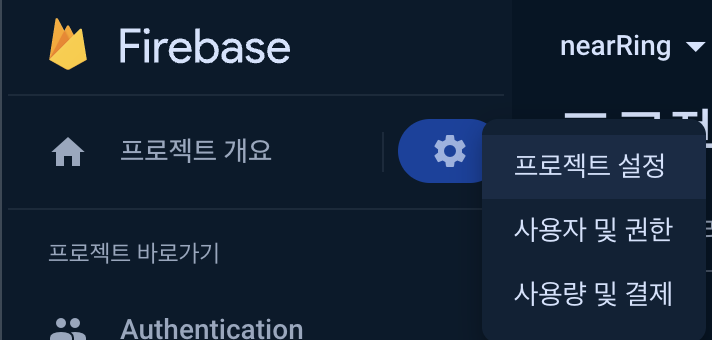 Firebase
nearRing
프로젝트 개요
프로젝트 설정
사용자 및 권한
프로젝트 바로가기
사용량 및 결제
Authentication